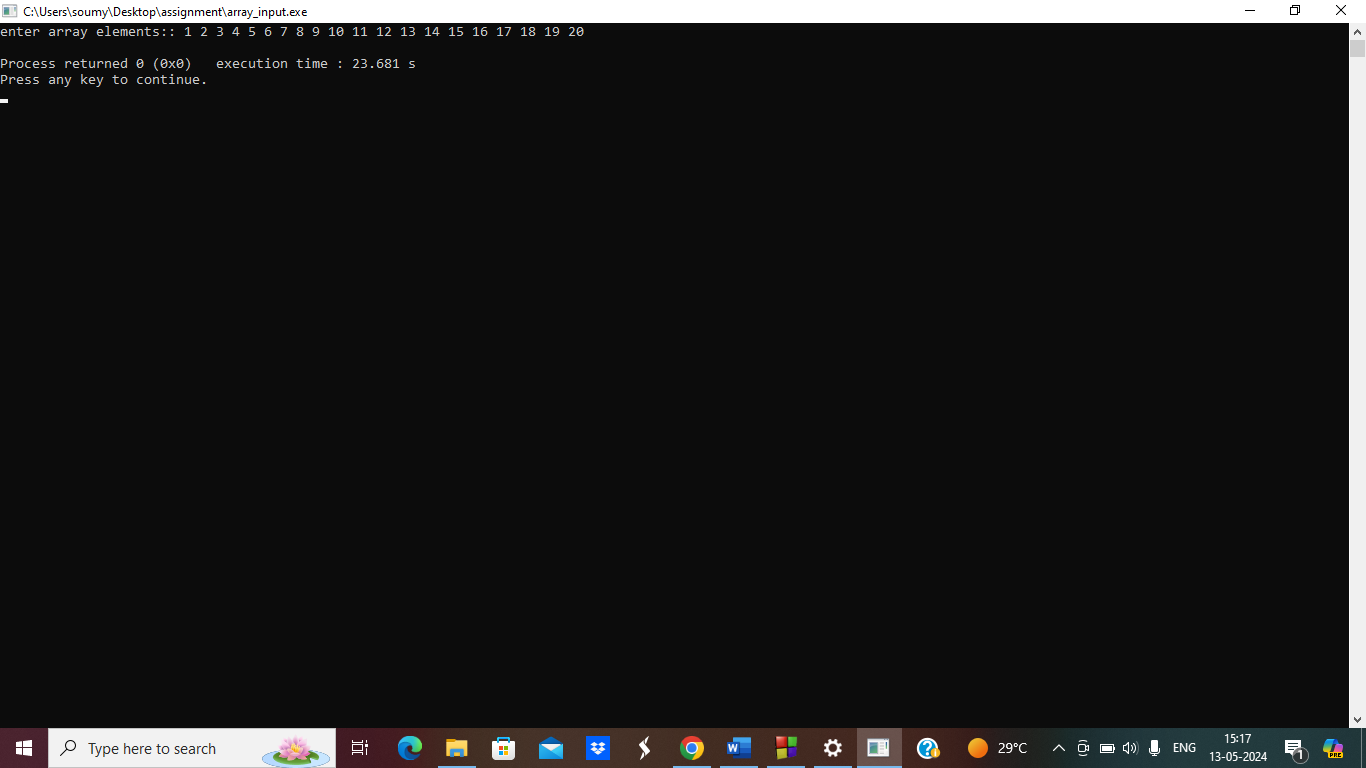 C:\Users\soumy\Desktop\assignment\array_input.exe
enter array elements:: 1 2 3 4 5 6 7 8 9 10 11 12 13 14 15 16 17 18 19 20
Process returned 0 (0x0)   execution time : 23.681 s
Press any key to continue.
Type here to search
29°C
ENG
15:17
13-05-2024
1
PRE